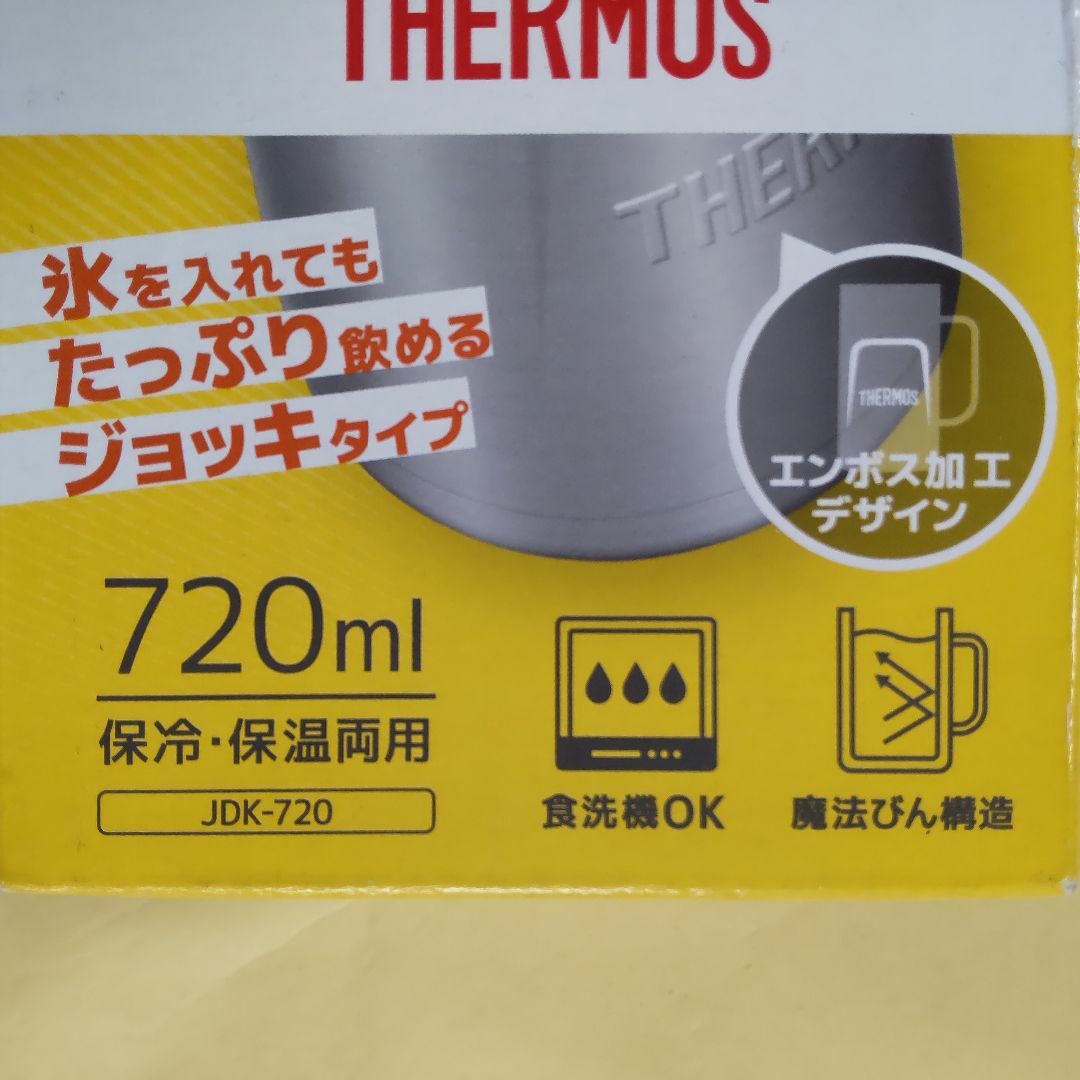 THERMOS
THER
氷を入れても
たっぷり飲める
ジョッキタイプ
THERMOS
エンボス加工
デザイン
720ml
保冷・保温両用
JDK-720
食洗機OK
魔法びん構造